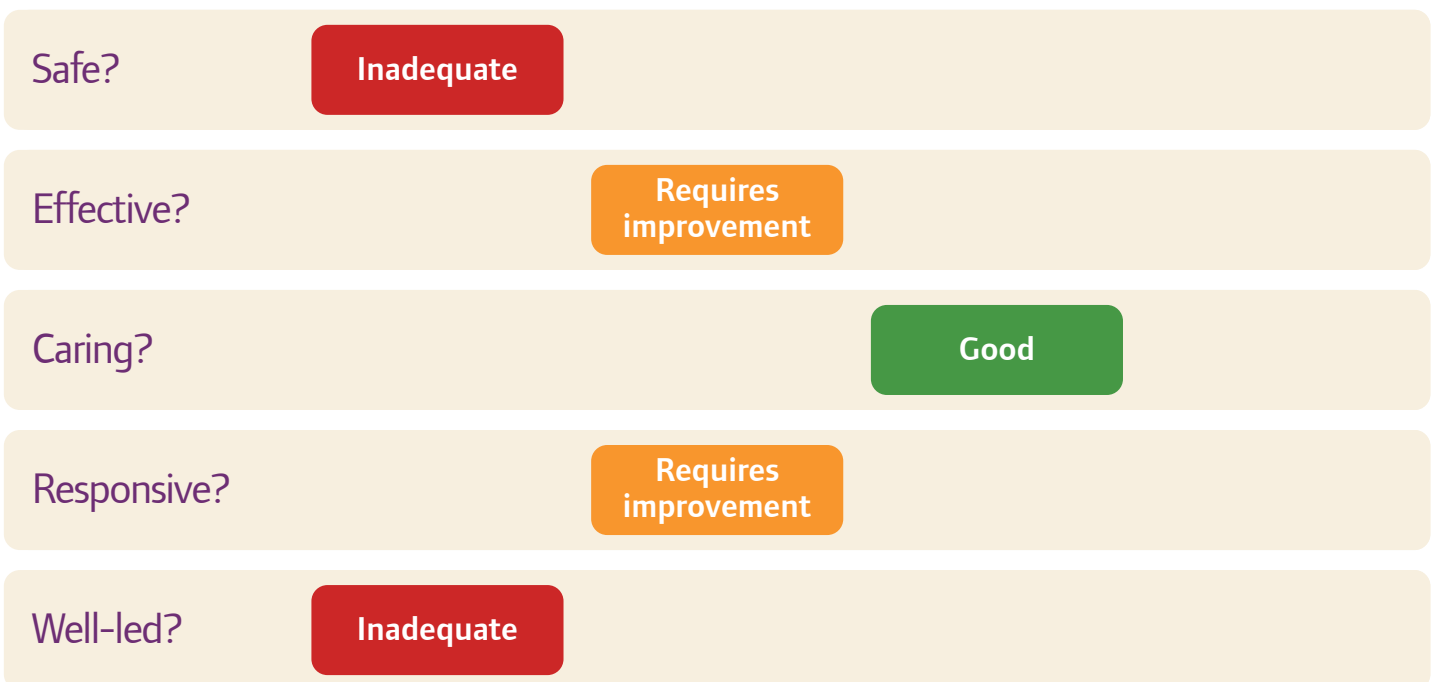 Safe?
Inadequate
Effective?
Requires
improvement
Caring?
Good
Responsive?
Requires
improvement
Well-led?
Inadequate